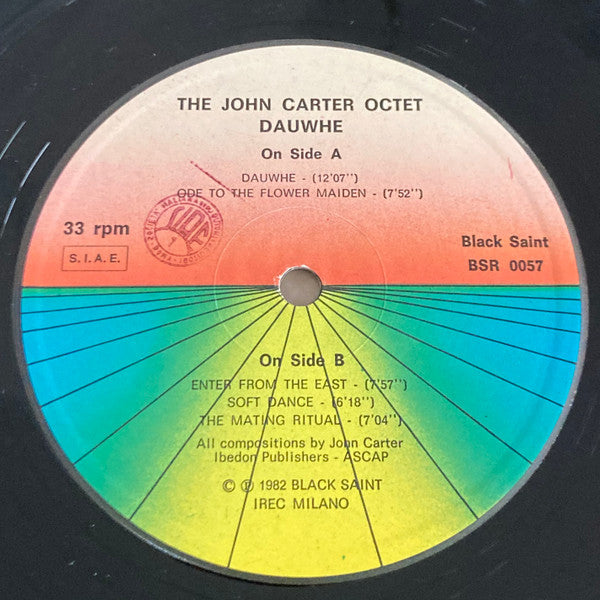 THE JOHN CARTER OCTET
DAUWHE
On Side A
DAUWHE - (12'07'')
ODE TO THE FLOWER MAIDEN - (7'52'')
33 rpm
S.I.A.E.
SIAE
Black Saint
BSR 0057
On Side B
ENTER FROM THE EAST - (7'57'')
SOFT DANCE - (6'18'')
THE MATING RITUAL - (7'04'')
All compositions by John Carter
Ibedon Publishers - ASCAP
© ℗ 1982 BLACK SAINT
IREC MILANO